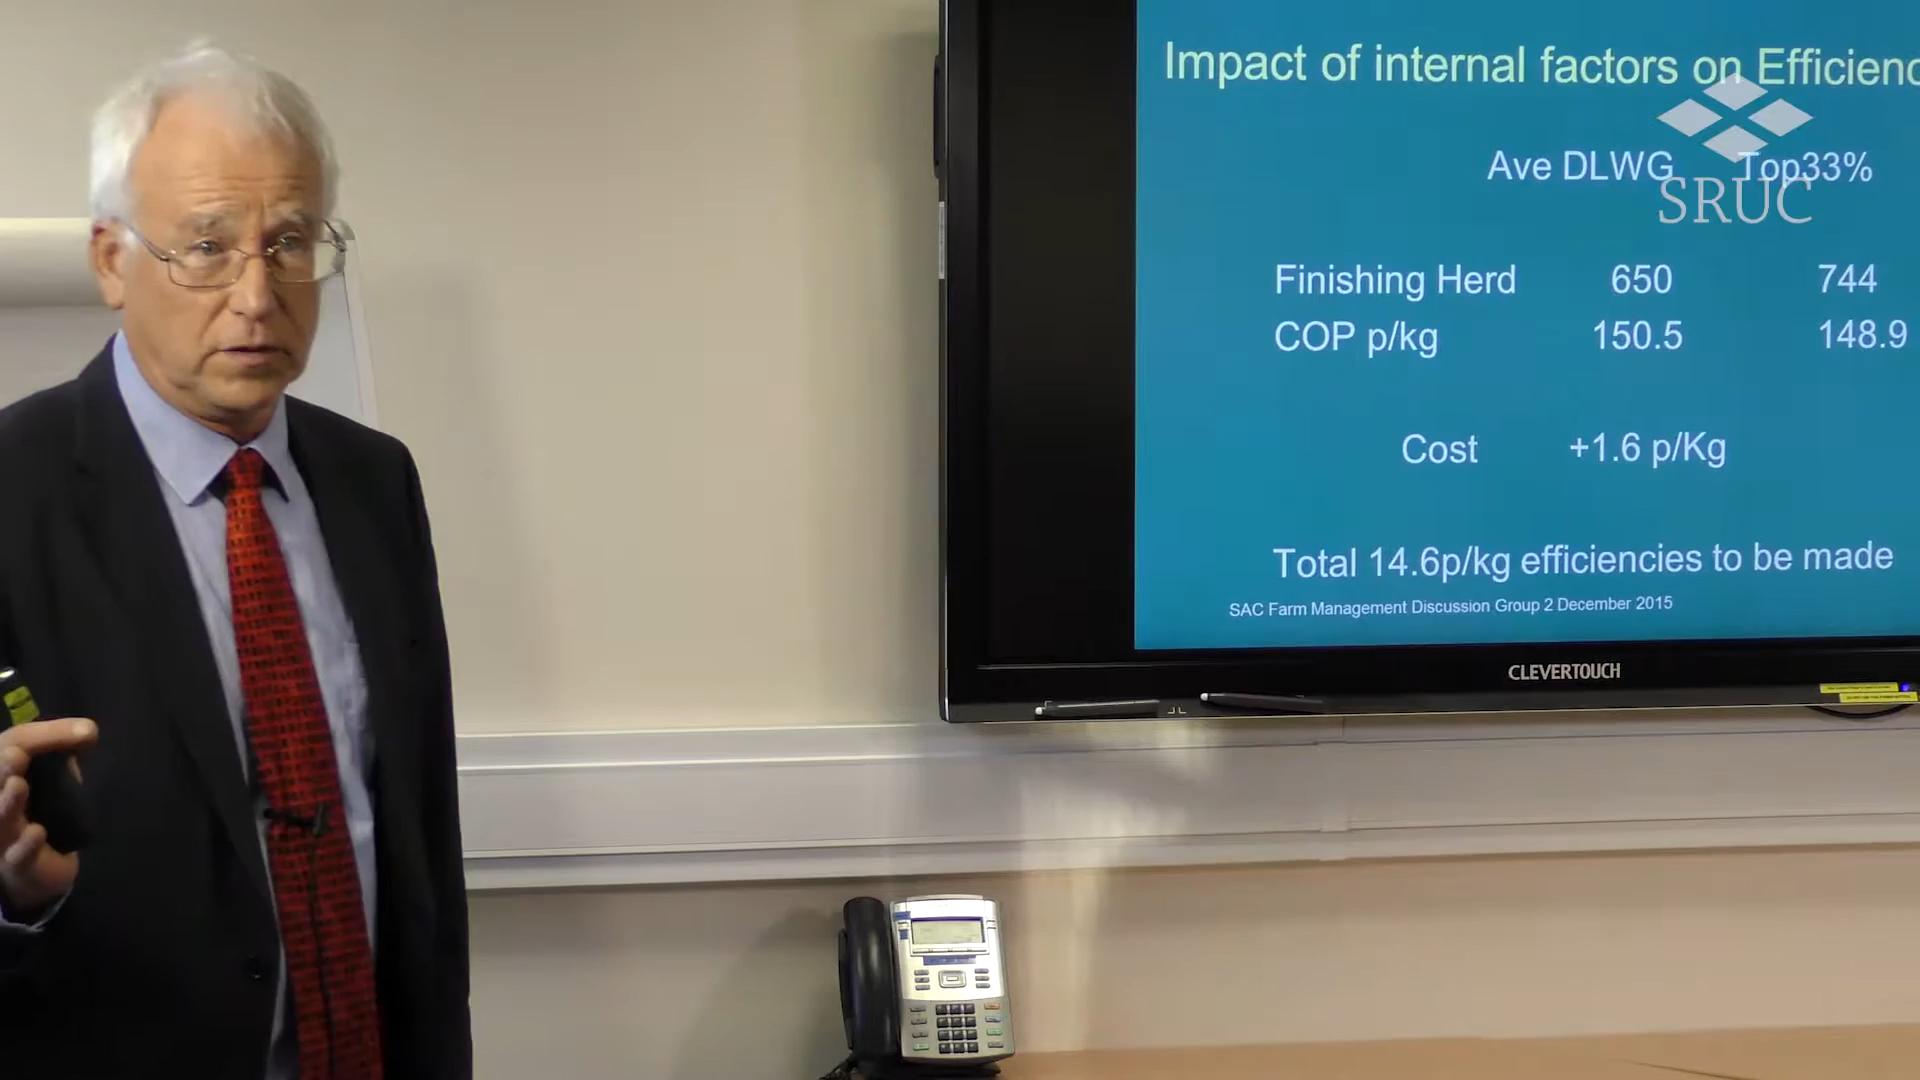 Impact of internal factors on Efficienc
Ave DLWG Top33%
SRUC
Finishing Herd 650 744
COP p/kg 150.5 148.9
Cost +1.6 p/Kg
Total 14.6p/kg efficiencies to be made
SAC Farm Management Discussion Group 2 December 2015
CLEVERTOUCH